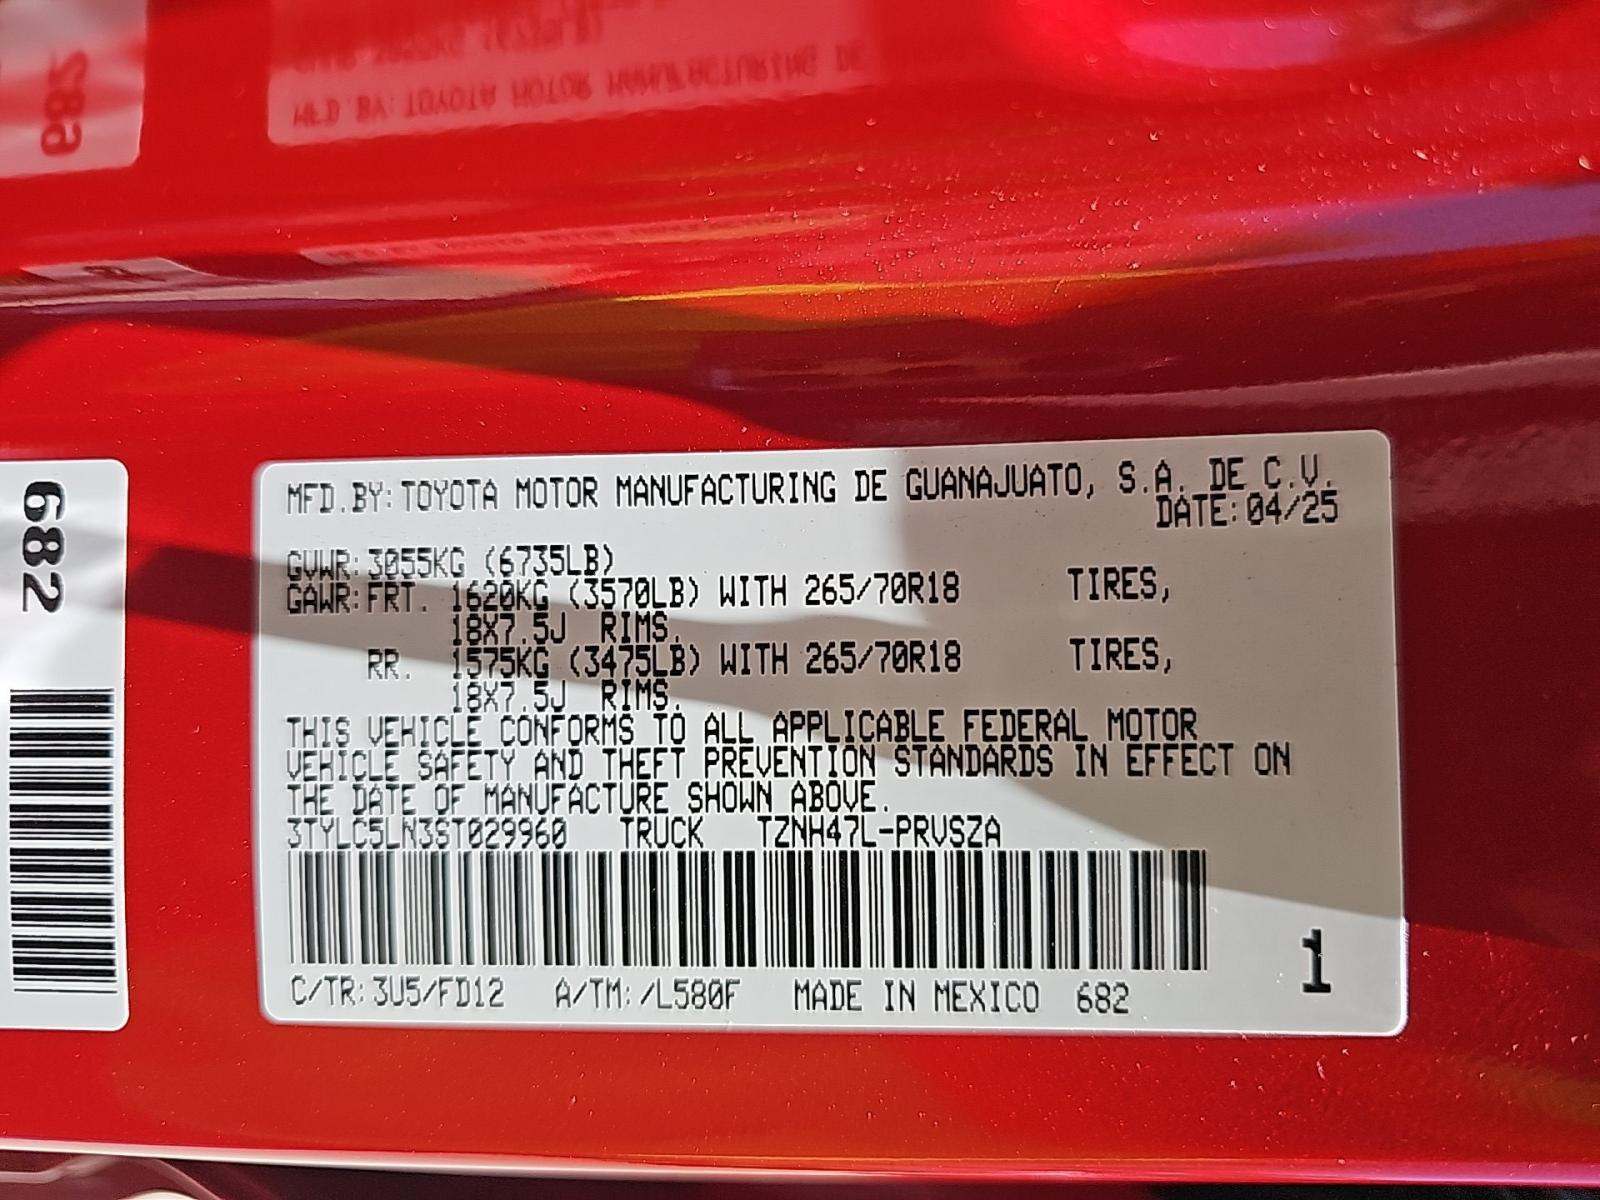 682
MFD.BY:TOYOTA MOTOR MANUFACTURING DE GUANAJUATO, S.A. DE C.V.
DATE:04/25
GVWR:3055KG (6735LB)
GAWR:FRT. 1620KG (3570LB) WITH 265/70R18 TIRES,
18X7.5J RIMS.
RR. 1575KG (3475LB) WITH 265/70R18 TIRES,
18X7.5J RIMS.
THIS VEHICLE CONFORMS TO ALL APPLICABLE FEDERAL MOTOR
VEHICLE SAFETY AND THEFT PREVENTION STANDARDS IN EFFECT ON
THE DATE OF MANUFACTURE SHOWN ABOVE.
3TYLC5LN3ST029960 TRUCK TZNH47L-PRVSZA
C/TR:3U5/FD12 A/TM:/L580F MADE IN MEXICO 682
1